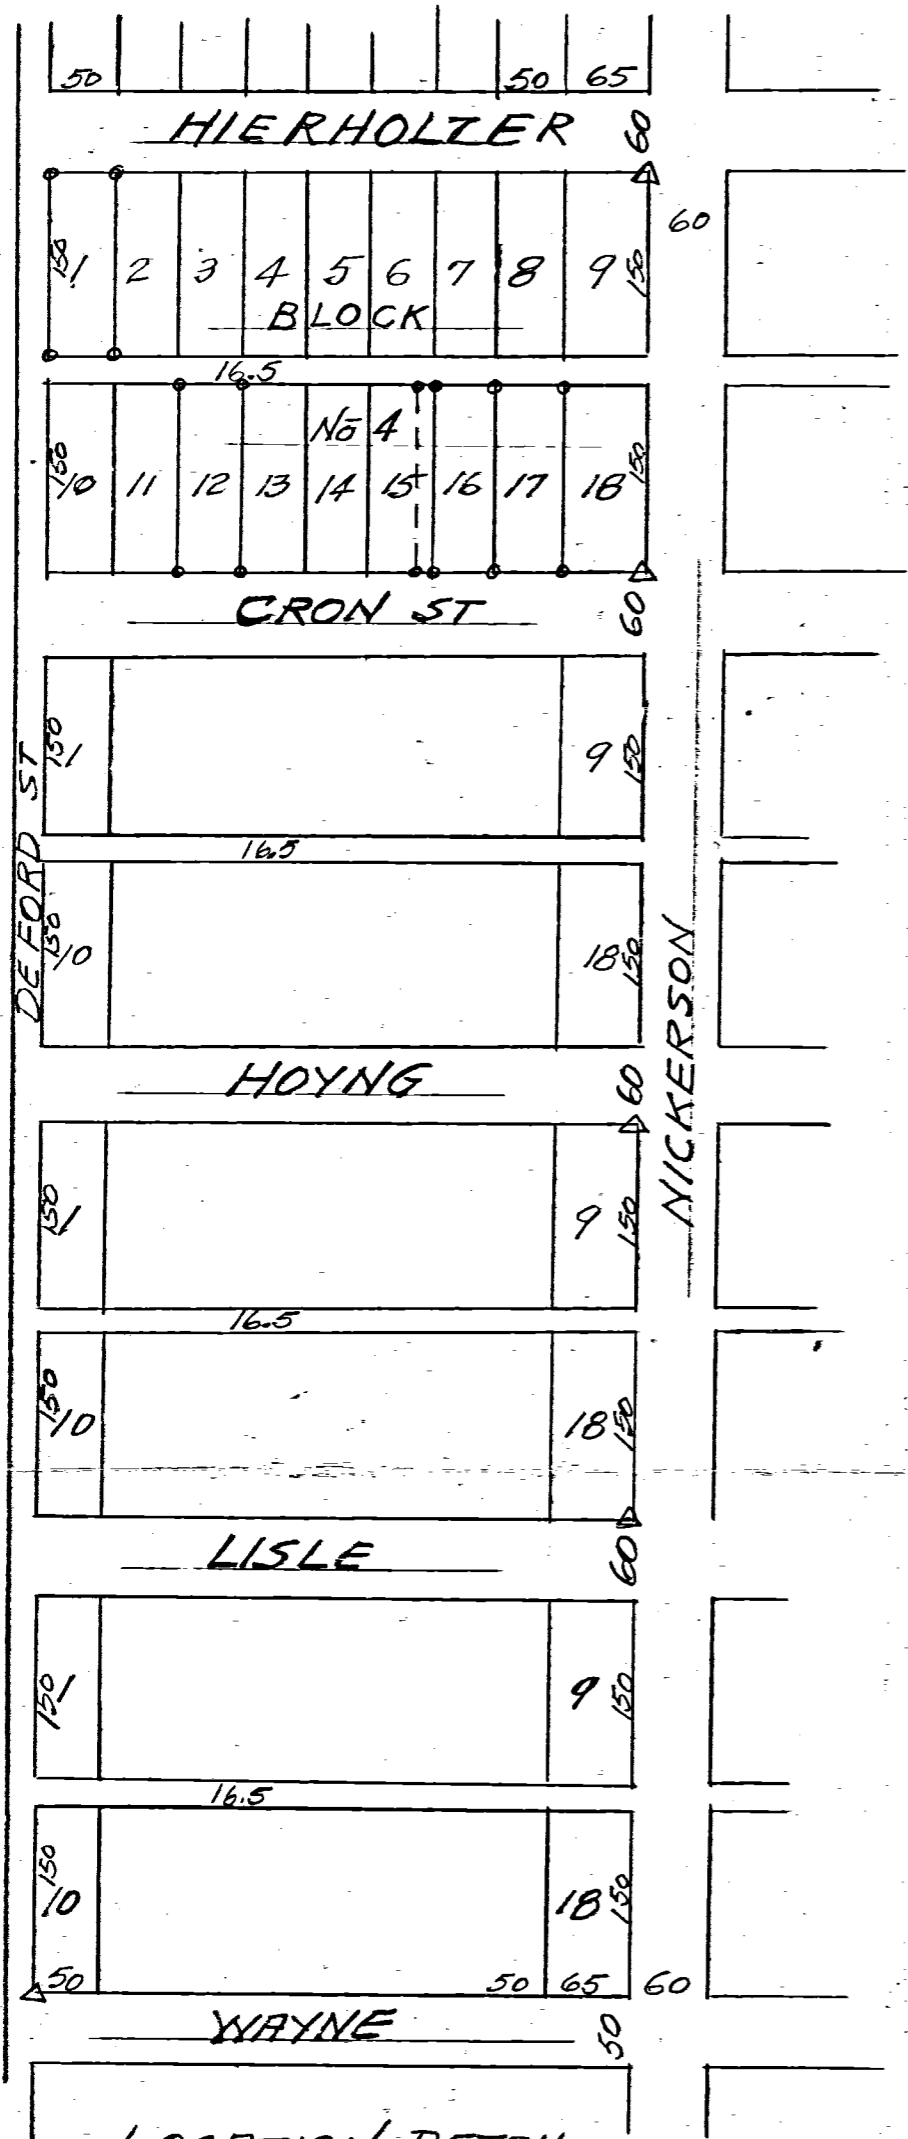 50 50 65
HIERHOLZER 60
60
150 1 2 3 4 5 6 7 8 9 150
BLOCK
16.5
No 4
150 10 11 12 13 14 15 16 17 18 150
CRON ST 60
DEFORD ST
NICKERSON
150 1 9 150
16.5
150 10 18 150
HOYNG 60
150 1 9 150
16.5
150 10 18 150
LISLE 60
150 1 9 150
16.5
150 10 18 150
50 50 65 60
WAYNE 50
LOCATION